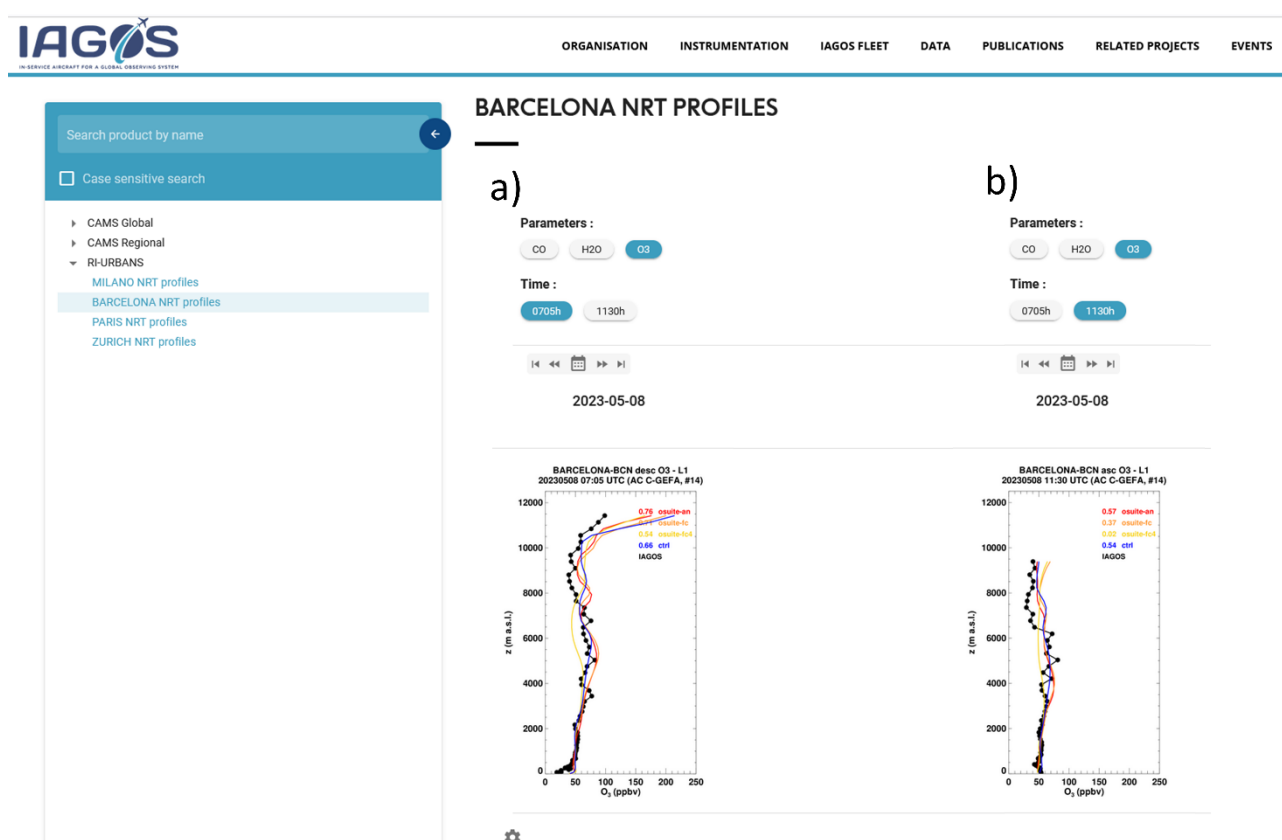 IAGOS
IN-SERVICE AIRCRAFT FOR A GLOBAL OBSERVING SYSTEM
ORGANISATION INSTRUMENTATION IAGOS FLEET DATA PUBLICATIONS RELATED PROJECTS EVENTS
Search product by name
Case sensitive search
CAMS Global
CAMS Regional
RI-URBANS
MILANO NRT profiles
BARCELONA NRT profiles
PARIS NRT profiles
ZURICH NRT profiles
BARCELONA NRT PROFILES
a)
Parameters :
CO H2O O3
Time :
0705h 1130h
2023-05-08
BARCELONA-BCN desc O3 - L1
20230508 07:05 UTC (AC C-GEFA, #14)
0.76 osuite-an
osuite-fc
0.54 osuite-fc4
0.66 ctrl
IAGOS
12000
10000
8000
6000
4000
2000
0
z (m a.s.l.)
0 50 100 150 200 250
O₃ (ppbv)
b)
Parameters :
CO H2O O3
Time :
0705h 1130h
2023-05-08
BARCELONA-BCN asc O3 - L1
20230508 11:30 UTC (AC C-GEFA, #14)
0.57 osuite-an
0.37 osuite-fc
0.02 osuite-fc4
0.54 ctrl
IAGOS
12000
10000
8000
6000
4000
2000
0
z (m a.s.l.)
0 50 100 150 200 250
O₃ (ppbv)